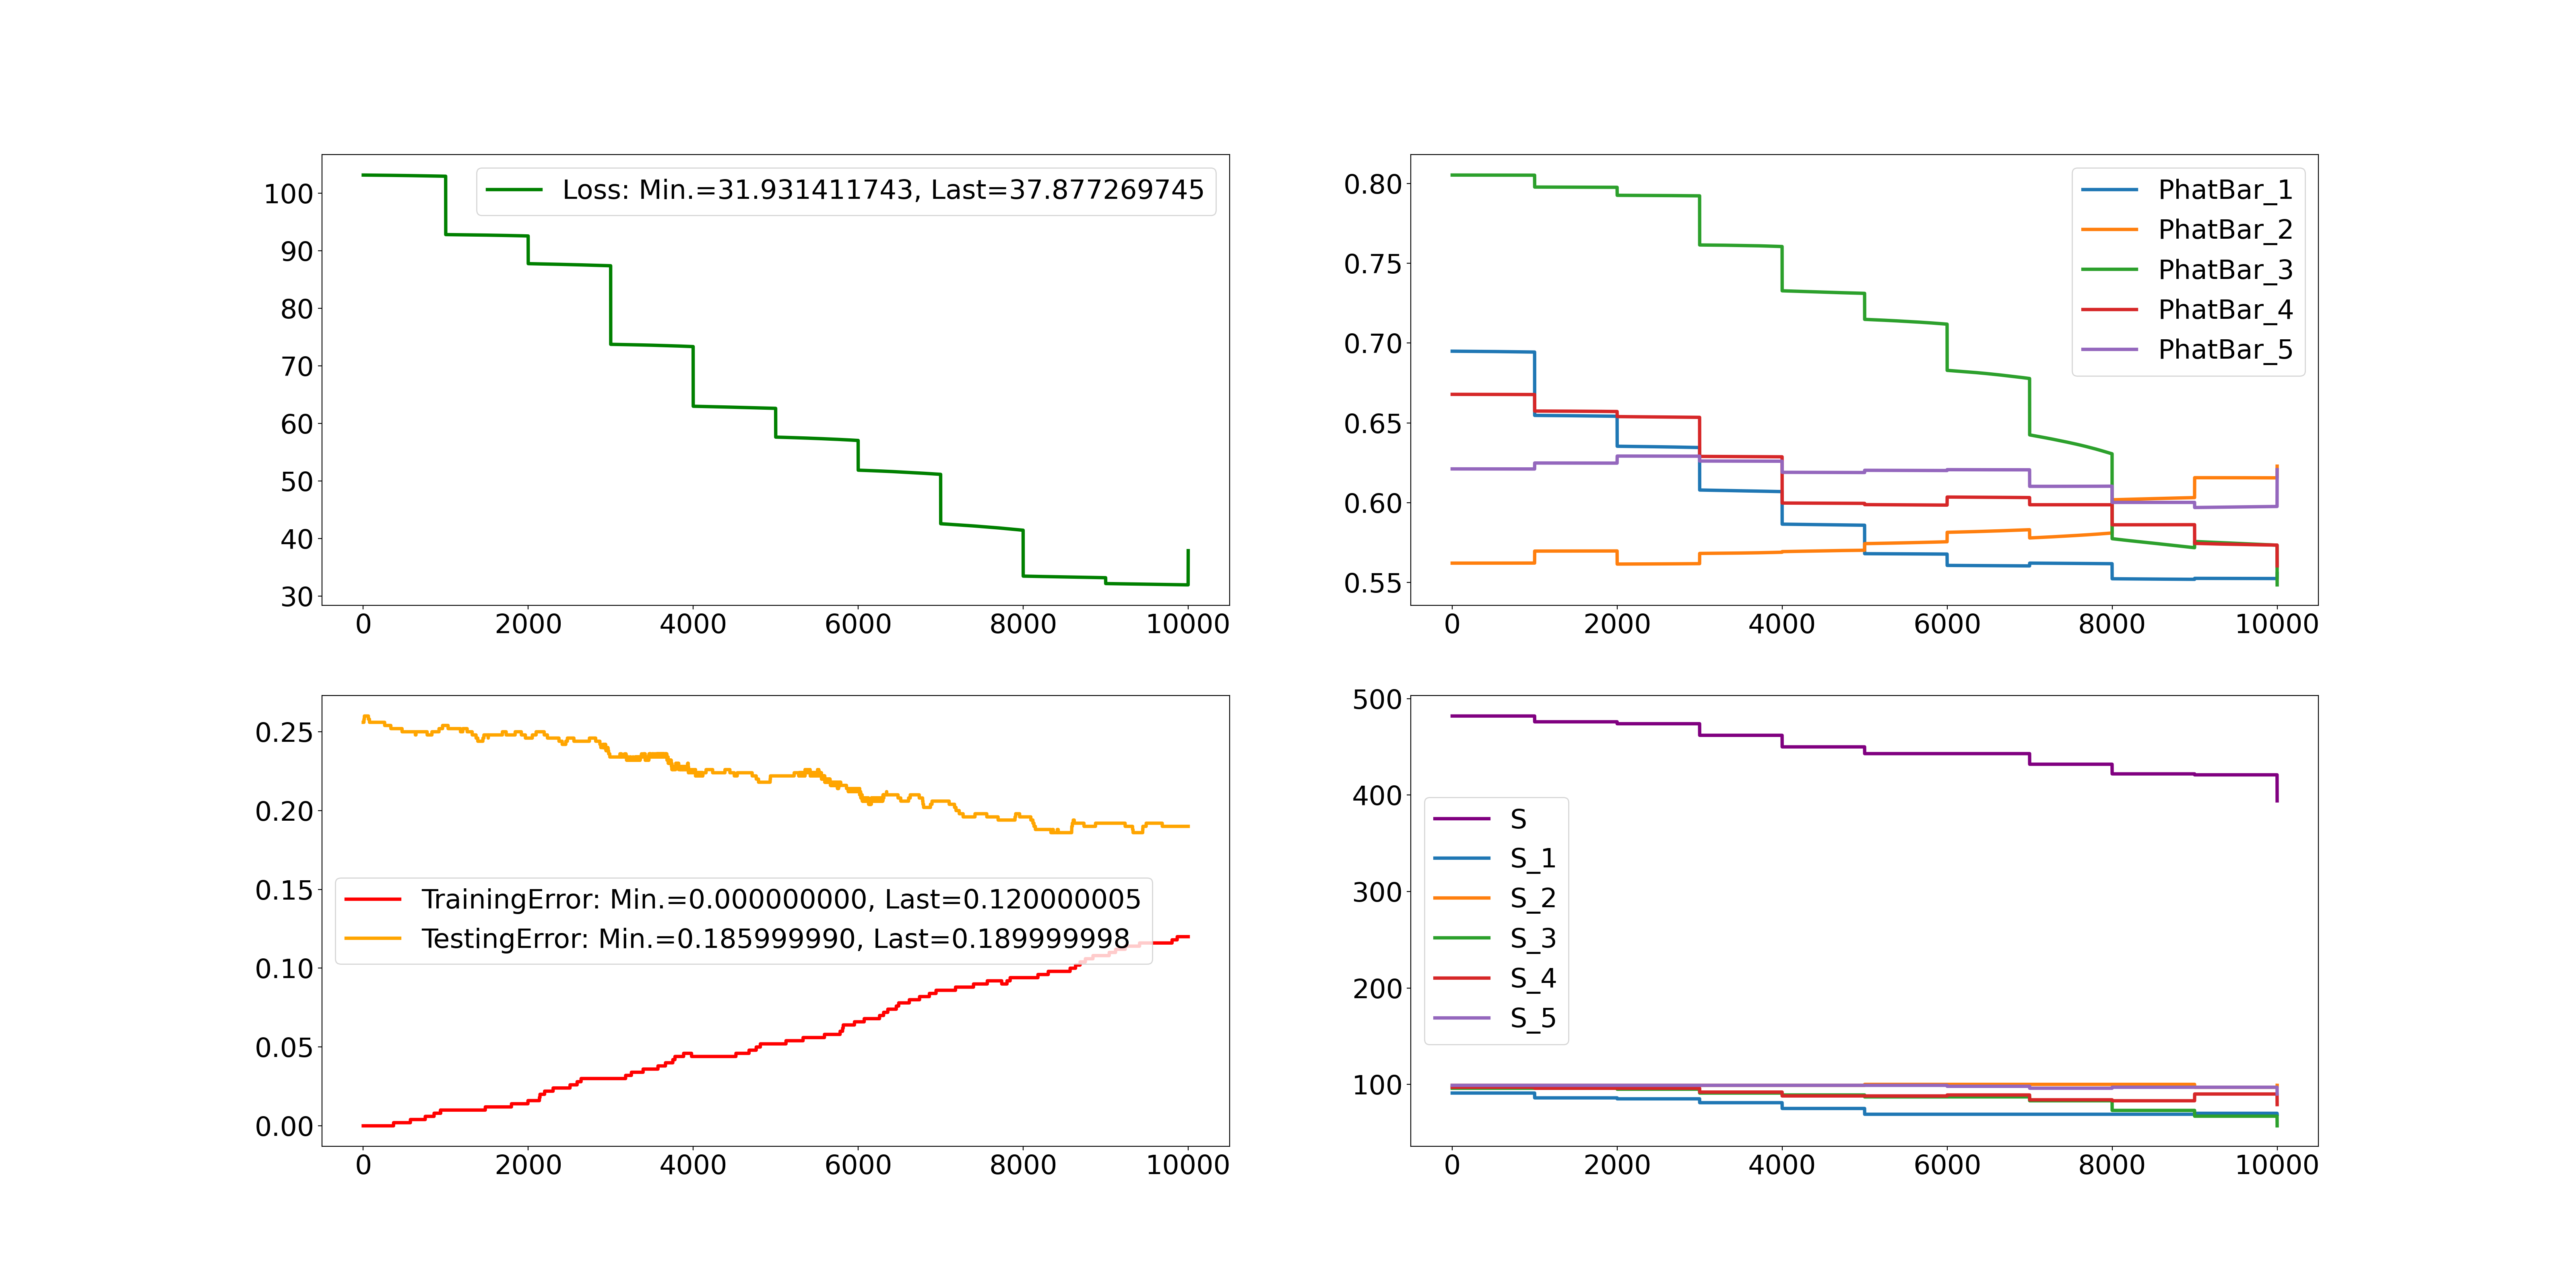 100
90
80
70
60
50
40
30
0 2000 4000 6000 8000 10000
Loss: Min.=31.931411743, Last=37.877269745
0.80
0.75
0.70
0.65
0.60
0.55
0 2000 4000 6000 8000 10000
PhatBar_1
PhatBar_2
PhatBar_3
PhatBar_4
PhatBar_5
0.25
0.20
0.15
0.10
0.05
0.00
0 2000 4000 6000 8000 10000
TrainingError: Min.=0.000000000, Last=0.120000005
TestingError: Min.=0.185999990, Last=0.189999998
500
400
300
200
100
0 2000 4000 6000 8000 10000
S
S_1
S_2
S_3
S_4
S_5